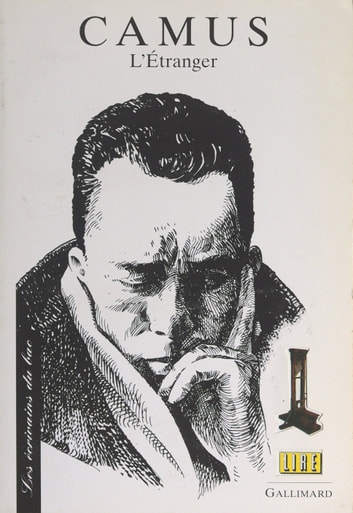 CAMUS
L'Étranger
Les écrivains du bac
LIRE
GALLIMARD